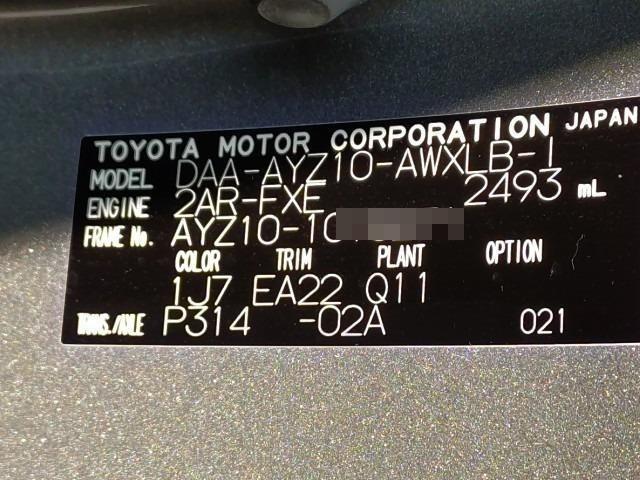 TOYOTA MOTOR CORPORATION JAPAN
MODEL DAA-AYZ10-AWXLB-I
ENGINE 2AR-FXE 2493 mL
FRAME No. AYZ10-10
COLOR TRIM PLANT OPTION
1J7 EA22 Q11
TRANS./AXLE P314 -02A 021